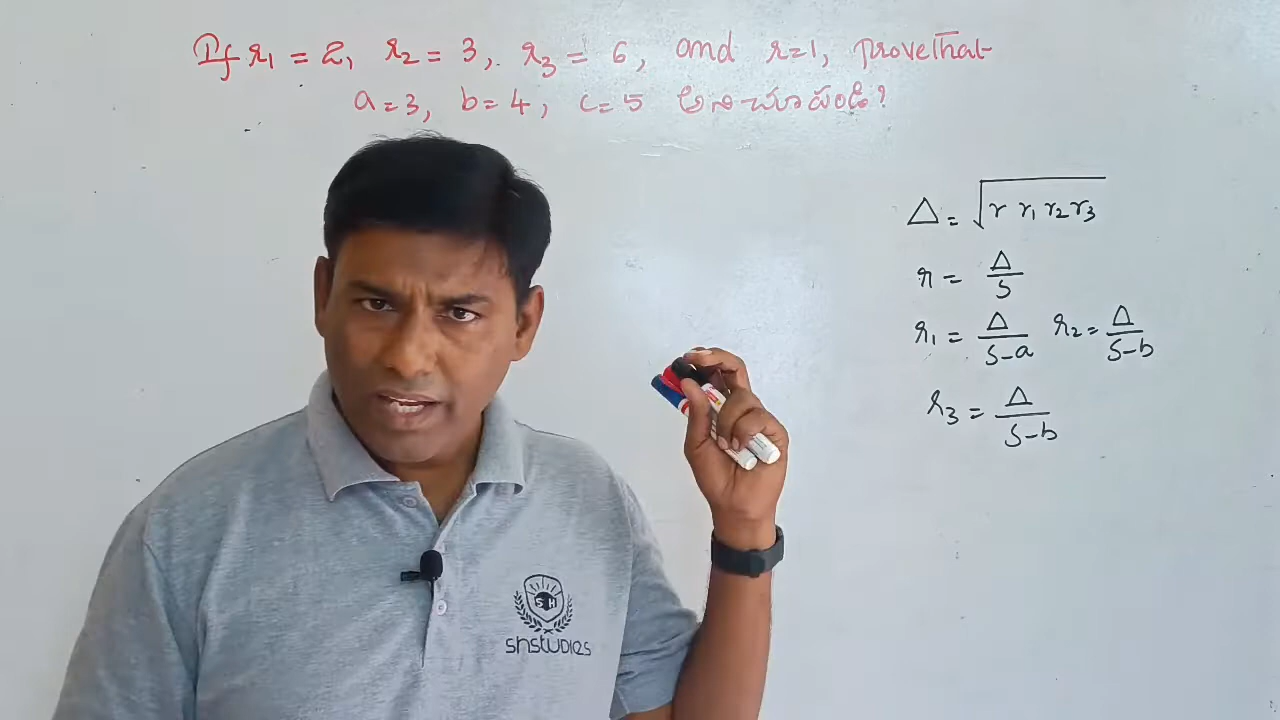 If r₁ = 2, r₂ = 3, r₃ = 6, and r=1, prove That
a=3, b=4, c=5 అని చూపండి?
△ = √r r₁ r₂ r₃
r = △/S
r₁ = △/S-a r₂ = △/S-b
r₃ = △/S-b
SH
shstudies